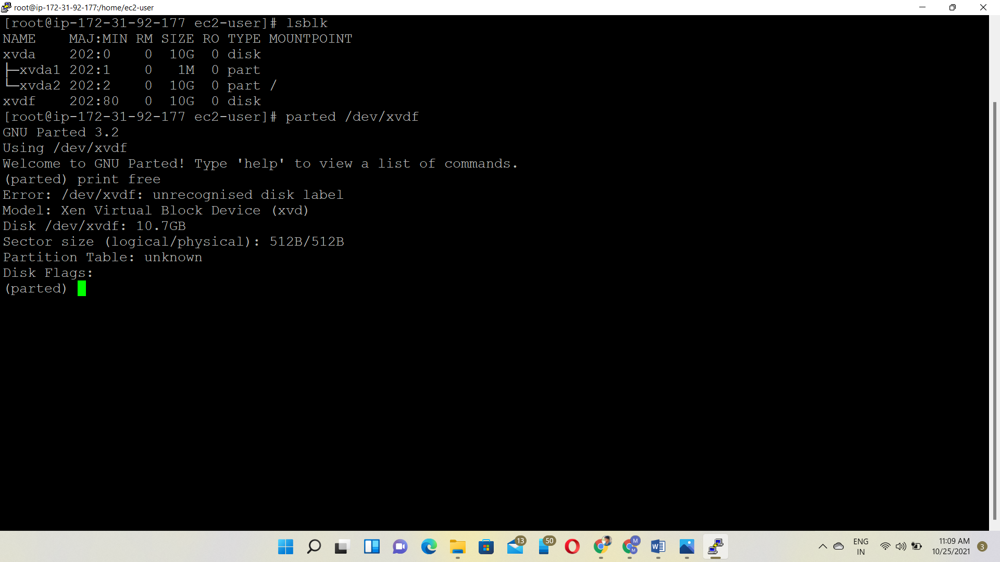 root@ip-172-31-92-177:/home/ec2-user
[root@ip-172-31-92-177 ec2-user]# lsblk
NAME    MAJ:MIN RM SIZE RO TYPE MOUNTPOINT
xvda    202:0    0  10G  0 disk
├─xvda1 202:1    0   1M  0 part
└─xvda2 202:2    0  10G  0 part /
xvdf    202:80   0  10G  0 disk
[root@ip-172-31-92-177 ec2-user]# parted /dev/xvdf
GNU Parted 3.2
Using /dev/xvdf
Welcome to GNU Parted! Type 'help' to view a list of commands.
(parted) print free
Error: /dev/xvdf: unrecognised disk label
Model: Xen Virtual Block Device (xvd)
Disk /dev/xvdf: 10.7GB
Sector size (logical/physical): 512B/512B
Partition Table: unknown
Disk Flags:
(parted)
13
50
M
M
W
ENG
IN
11:09 AM
10/25/2021
3